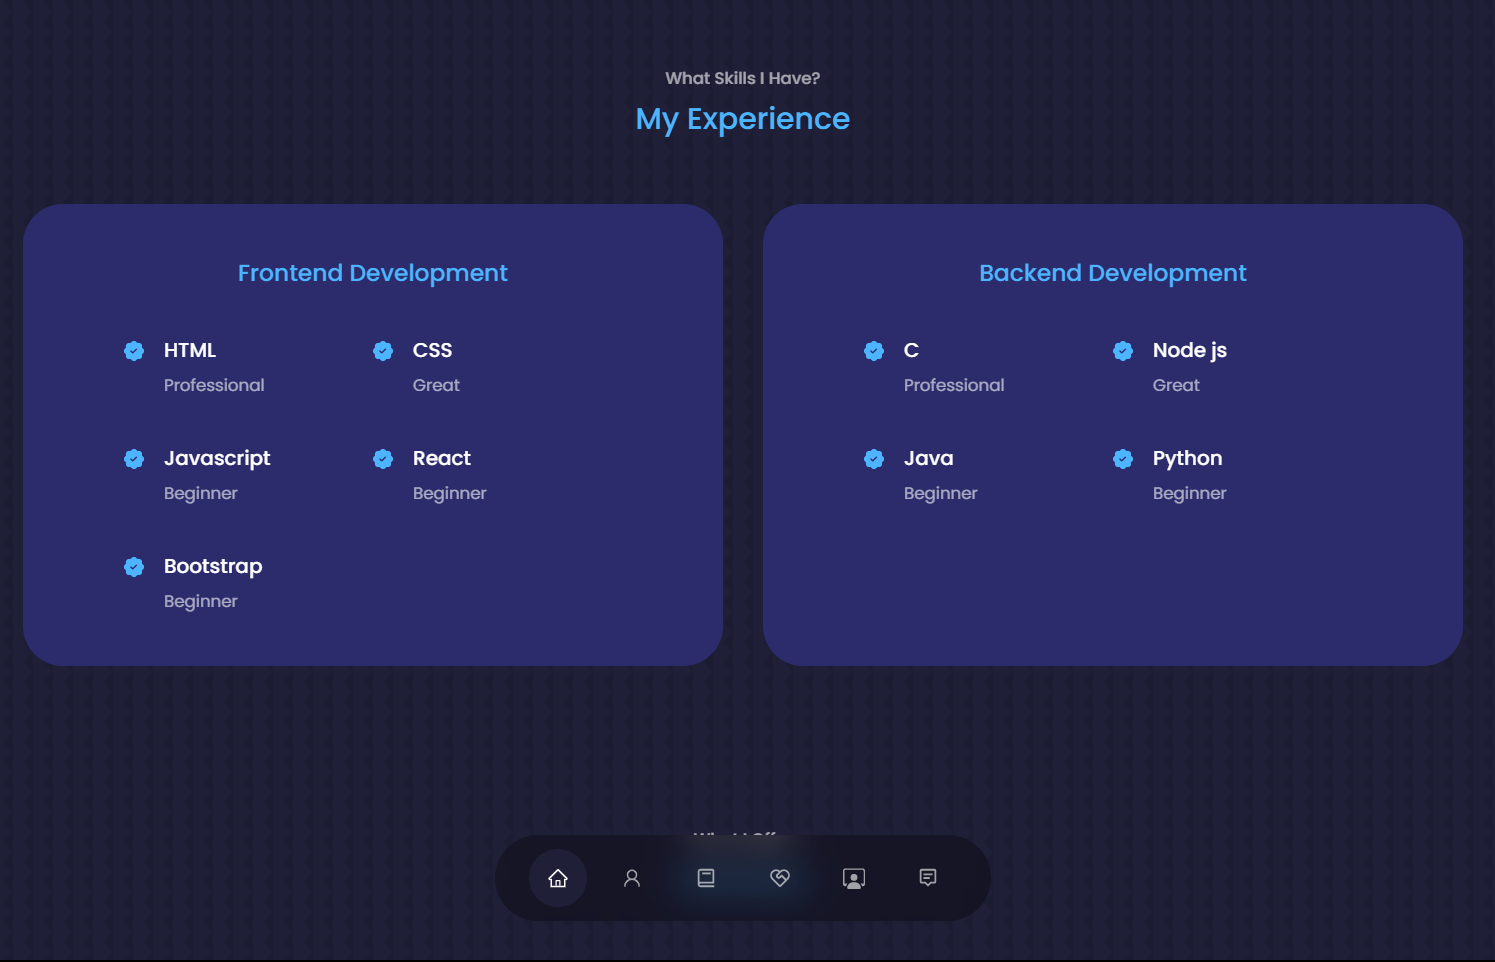 What Skills I Have?
My Experience
Frontend Development
HTML
Professional
CSS
Great
Javascript
Beginner
React
Beginner
Bootstrap
Beginner
Backend Development
C
Professional
Node js
Great
Java
Beginner
Python
Beginner